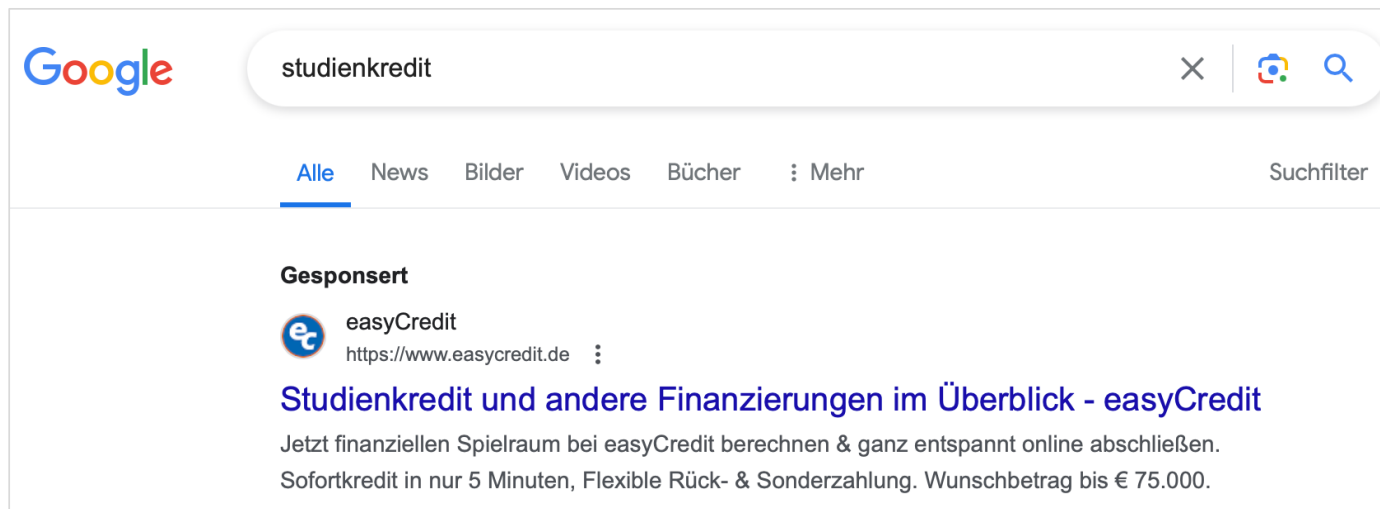 Google
studienkredit
Alle News Bilder Videos Bücher Mehr Suchfilter
Gesponsert
ec
easyCredit
https://www.easycredit.de
Studienkredit und andere Finanzierungen im Überblick - easyCredit
Jetzt finanziellen Spielraum bei easyCredit berechnen & ganz entspannt online abschließen.
Sofortkredit in nur 5 Minuten, Flexible Rück- & Sonderzahlung. Wunschbetrag bis € 75.000.